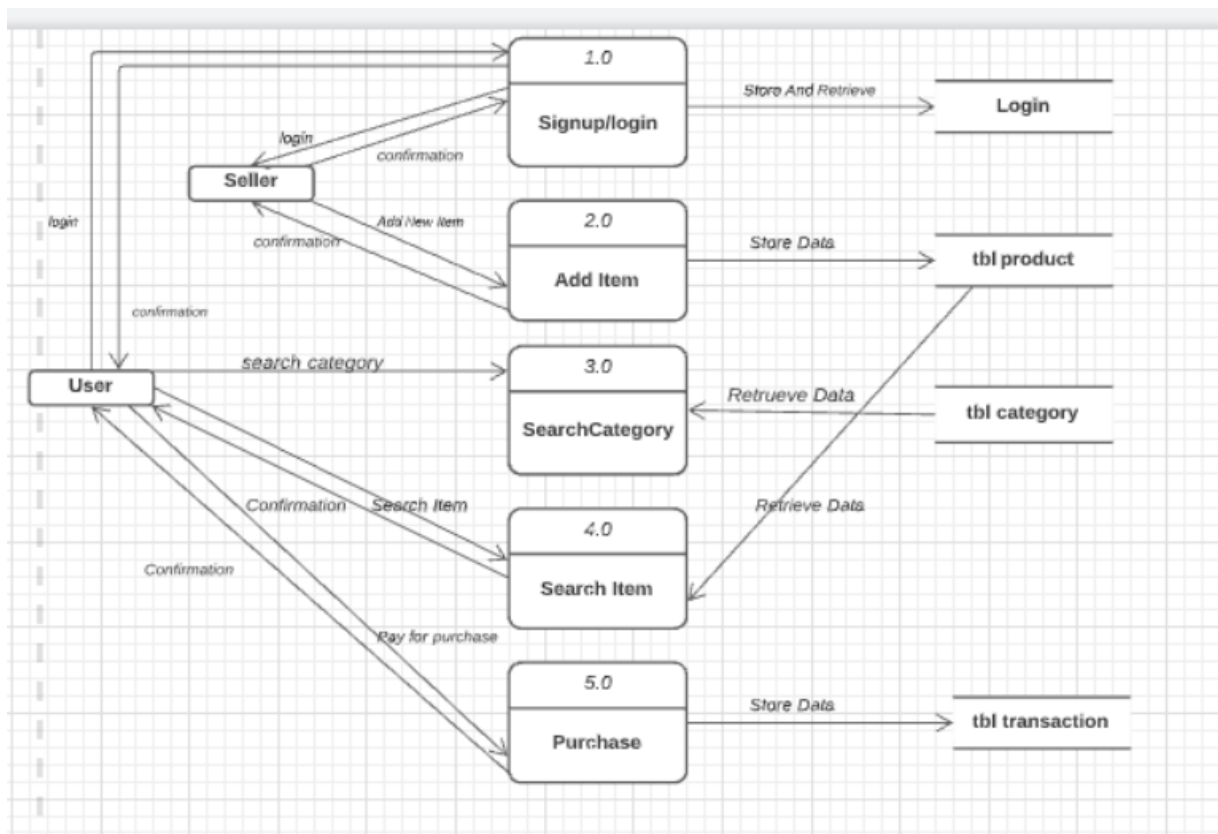 1.0
Signup/login
Store And Retrieve
Login
login
confirmation
Seller
login
Add New Item
confirmation
2.0
Add Item
Store Data
tbl product
confirmation
User
search category
3.0
SearchCategory
Retrueve Data
tbl category
Confirmation
Search Item
4.0
Search Item
Retrieve Data
Confirmation
Pay for purchase
5.0
Purchase
Store Data
tbl transaction